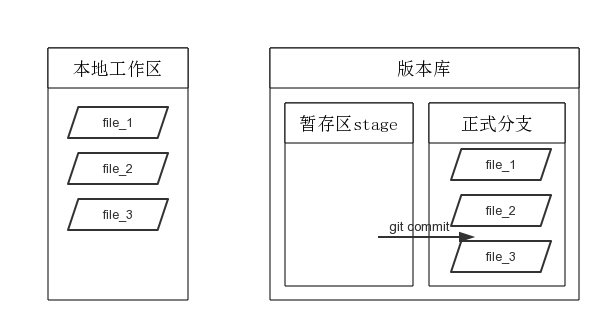 本地工作区
file_1
file_2
file_3
版本库
暂存区stage
正式分支
file_1
file_2
git commit
file_3